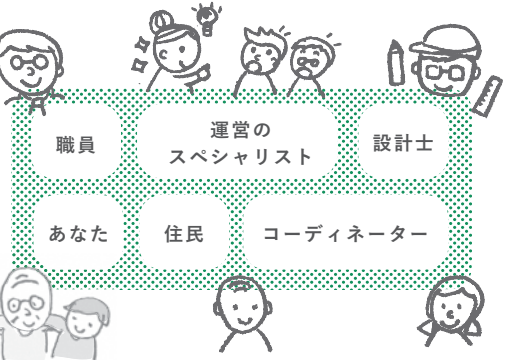 職員
運営の
スペシャリスト
設計士
あなた
住民
コーディネーター